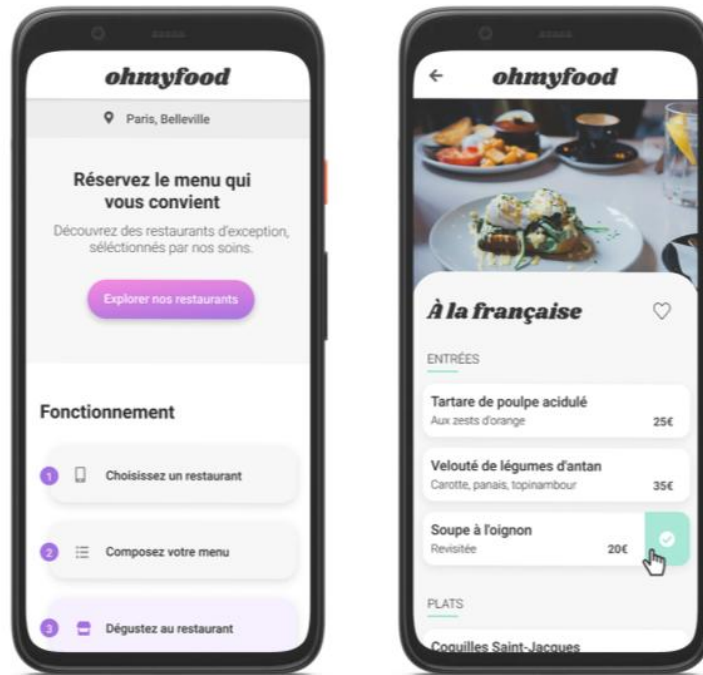 ohmyfood
Paris, Belleville
Réservez le menu qui
vous convient
Découvrez des restaurants d'exception,
séléctionnés par nos soins.
Explorer nos restaurants
Fonctionnement
1 Choisissez un restaurant
2 Composez votre menu
3 Dégustez au restaurant
ohmyfood
À la française
ENTRÉES
Tartare de poulpe acidulé
Aux zests d'orange 25€
Velouté de légumes d'antan
Carotte, panais, topinambour 35€
Soupe à l'oignon
Revisitée 20€
PLATS
Coquilles Saint-Jacques